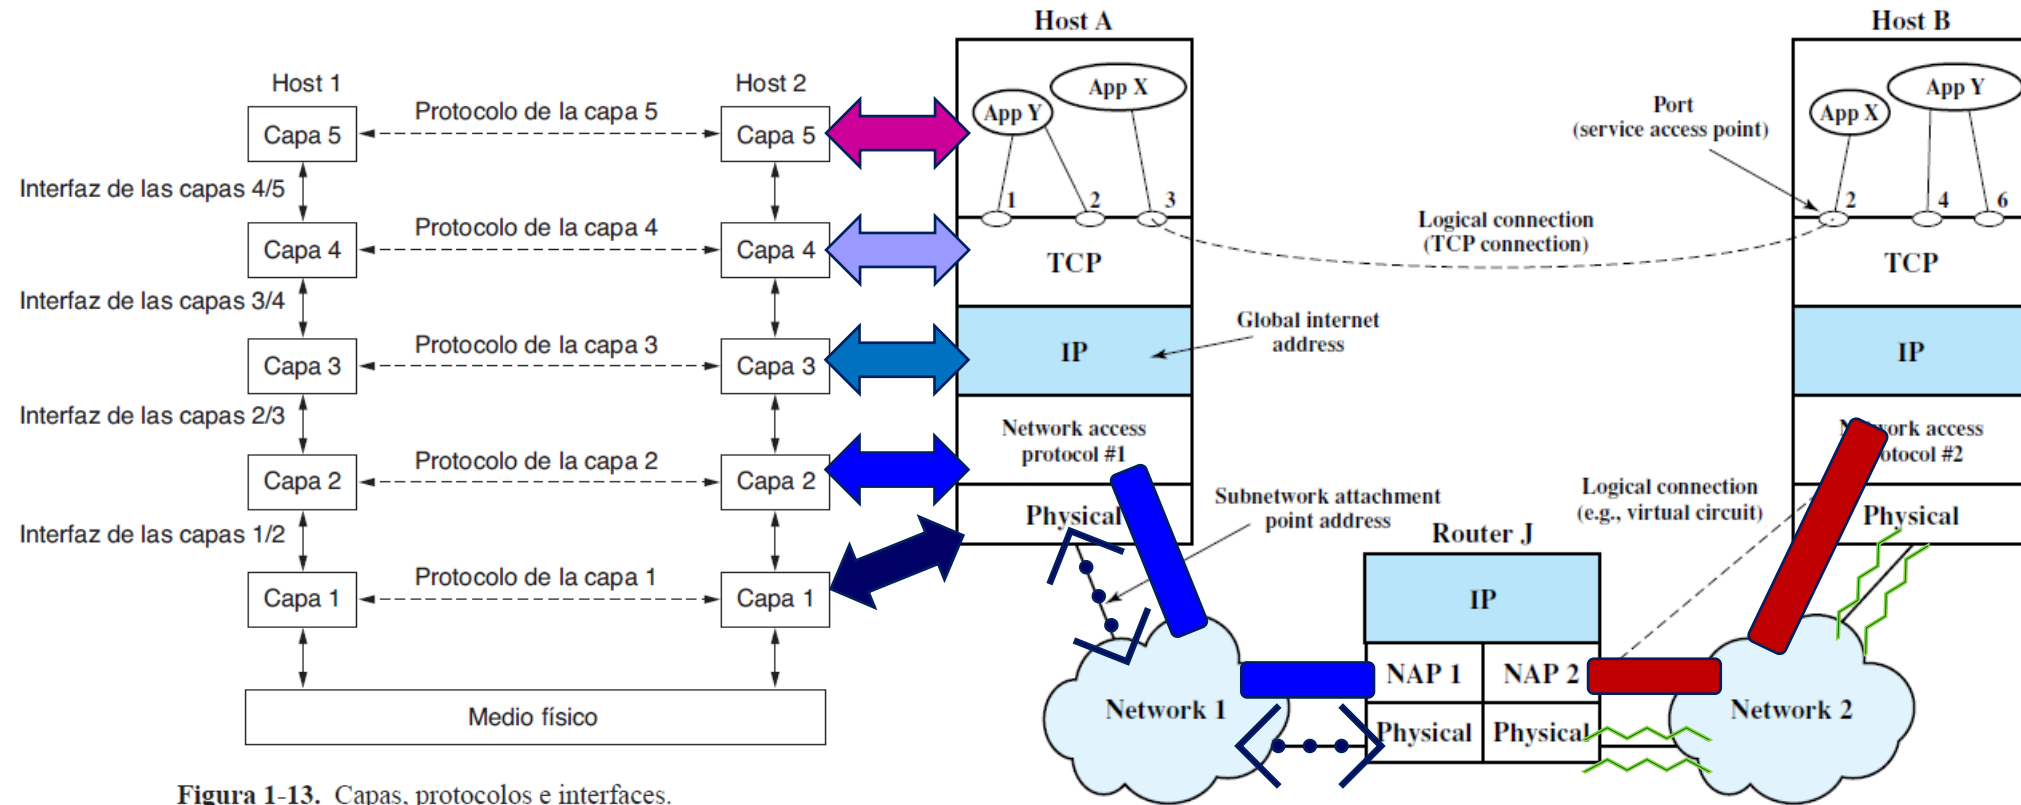 Host 1
Host 2
Capa 5
Protocolo de la capa 5
Capa 5
Interfaz de las capas 4/5
Capa 4
Protocolo de la capa 4
Capa 4
Interfaz de las capas 3/4
Capa 3
Protocolo de la capa 3
Capa 3
Interfaz de las capas 2/3
Capa 2
Protocolo de la capa 2
Capa 2
Interfaz de las capas 1/2
Capa 1
Protocolo de la capa 1
Capa 1
Medio físico
Figura 1-13. Capas, protocolos e interfaces.
Host A
App X
App Y
1
2
3
TCP
IP
Network access
protocol #1
Physical
Logical connection
(TCP connection)
Global internet
address
Subnetwork attachment
point address
Port
(service access point)
Logical connection
(e.g., virtual circuit)
Host B
App Y
App X
2
4
6
TCP
IP
access
#2
Physical
Router J
IP
NAP 1
NAP 2
Physical
Physical
Network 1
Network 2